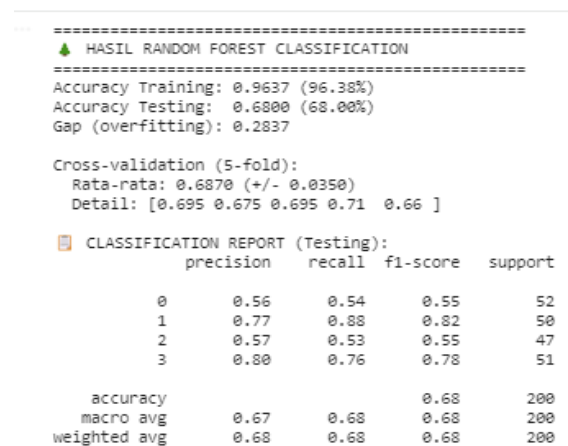 ==================================================
🌲 HASIL RANDOM FOREST CLASSIFICATION
==================================================
Accuracy Training: 0.9637 (96.38%)
Accuracy Testing:  0.6800 (68.00%)
Gap (overfitting): 0.2837
Cross-validation (5-fold):
  Rata-rata: 0.6870 (+/- 0.0350)
  Detail: [0.695 0.675 0.695 0.71  0.66 ]
📋 CLASSIFICATION REPORT (Testing):
              precision    recall  f1-score   support
           0       0.56      0.54      0.55        52
           1       0.77      0.88      0.82        50
           2       0.57      0.53      0.55        47
           3       0.80      0.76      0.78        51
    accuracy                           0.68       200
   macro avg       0.67      0.68      0.68       200
weighted avg       0.68      0.68      0.68       200